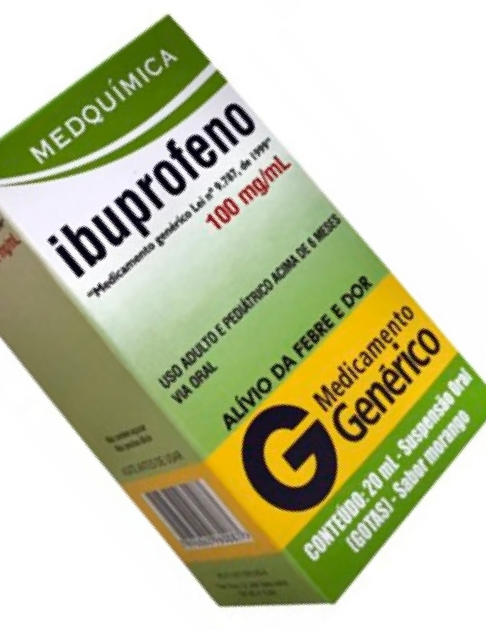 MEDQUÍMICA
ibuprofeno
"Medicamento genérico Lei nº 9.787, de 1999"
100 mg/mL
USO ADULTO E PEDIÁTRICO ACIMA DE 6 MESES
VIA ORAL
ALÍVIO DA FEBRE E DOR
G Medicamento
Genérico
CONTEÚDO: 20 mL - Suspensão Oral
(GOTAS) - Sabor morango